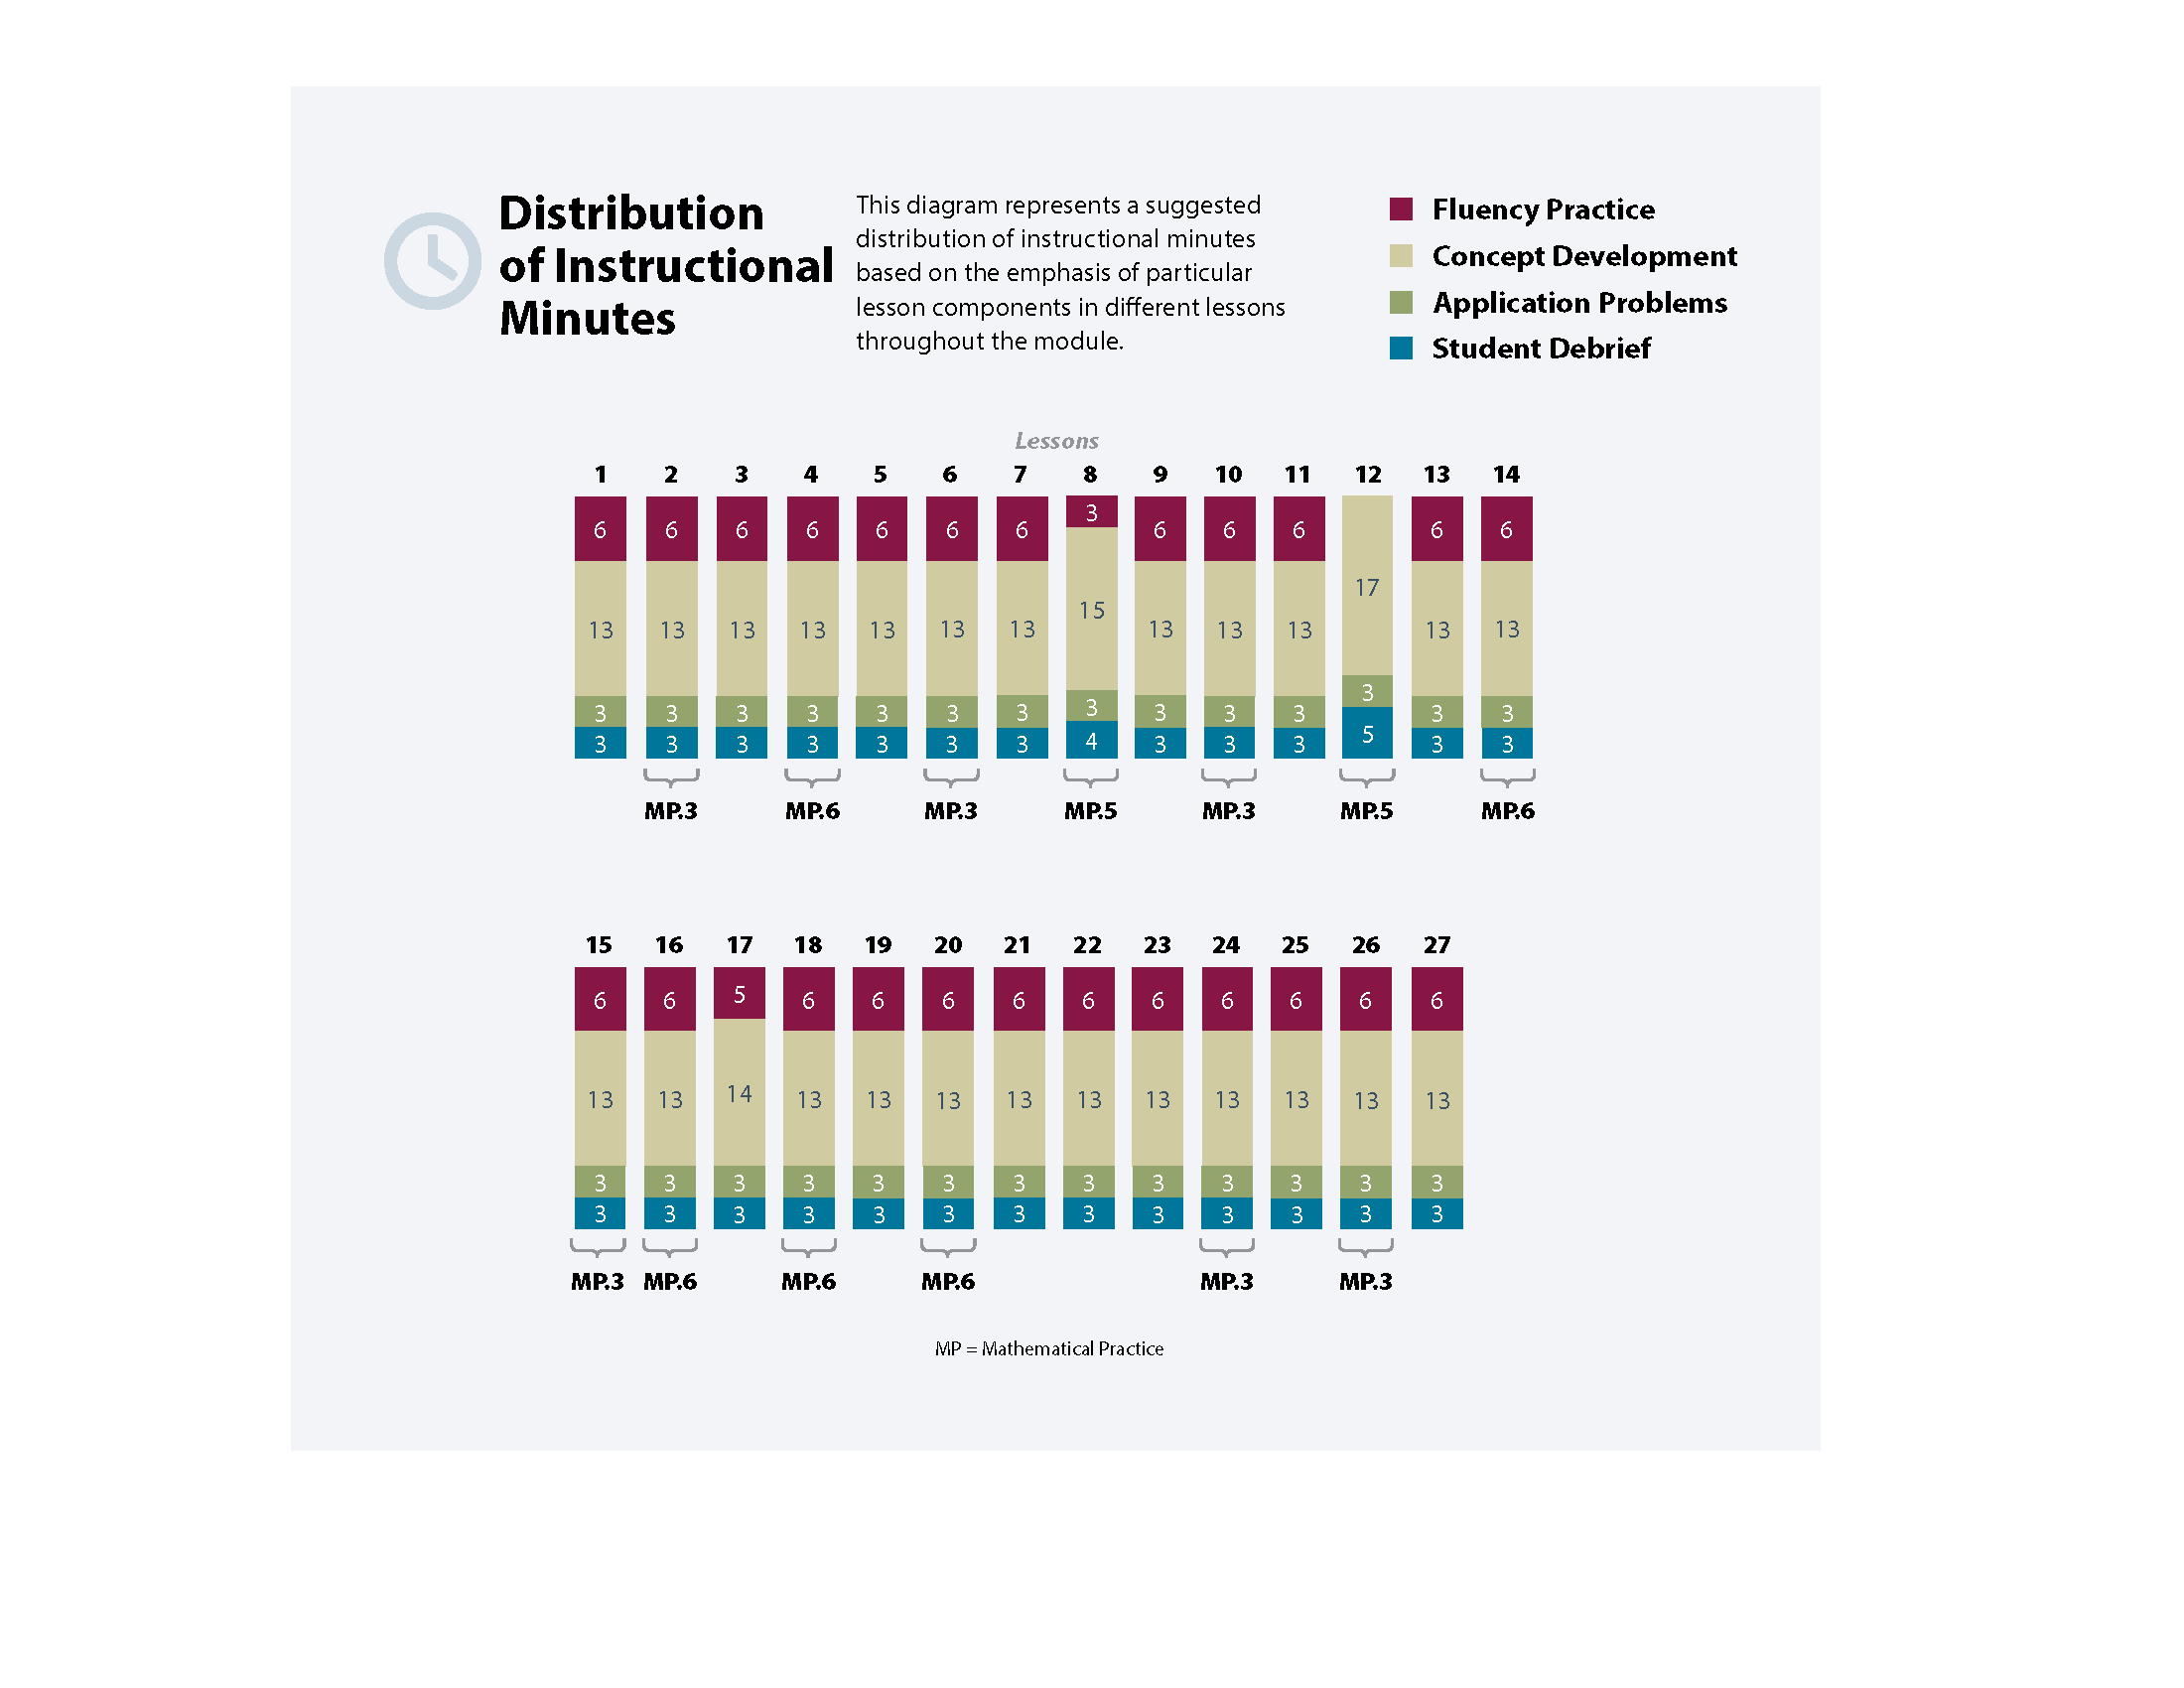 Distribution
of Instructional
Minutes
This diagram represents a suggested
distribution of instructional minutes
based on the emphasis of particular
lesson components in different lessons
throughout the module.
Fluency Practice
Concept Development
Application Problems
Student Debrief
Lessons
1 2 3 4 5 6 7 8 9 10 11 12 13 14
6 6 6 6 6 6 6 3 6 6 6 6 6
13 13 13 13 13 13 13 15 13 13 13 17 13 13
3 3 3 3 3 3 3 3 3 3 3 3 3 3
3 3 3 3 3 3 3 4 3 3 3 5 3 3
MP.3 MP.6 MP.3 MP.5 MP.3 MP.5 MP.6
15 16 17 18 19 20 21 22 23 24 25 26 27
6 6 5 6 6 6 6 6 6 6 6 6 6
13 13 14 13 13 13 13 13 13 13 13 13 13
3 3 3 3 3 3 3 3 3 3 3 3 3
3 3 3 3 3 3 3 3 3 3 3 3 3
MP.3 MP.6 MP.6 MP.6 MP.3 MP.3
MP = Mathematical Practice